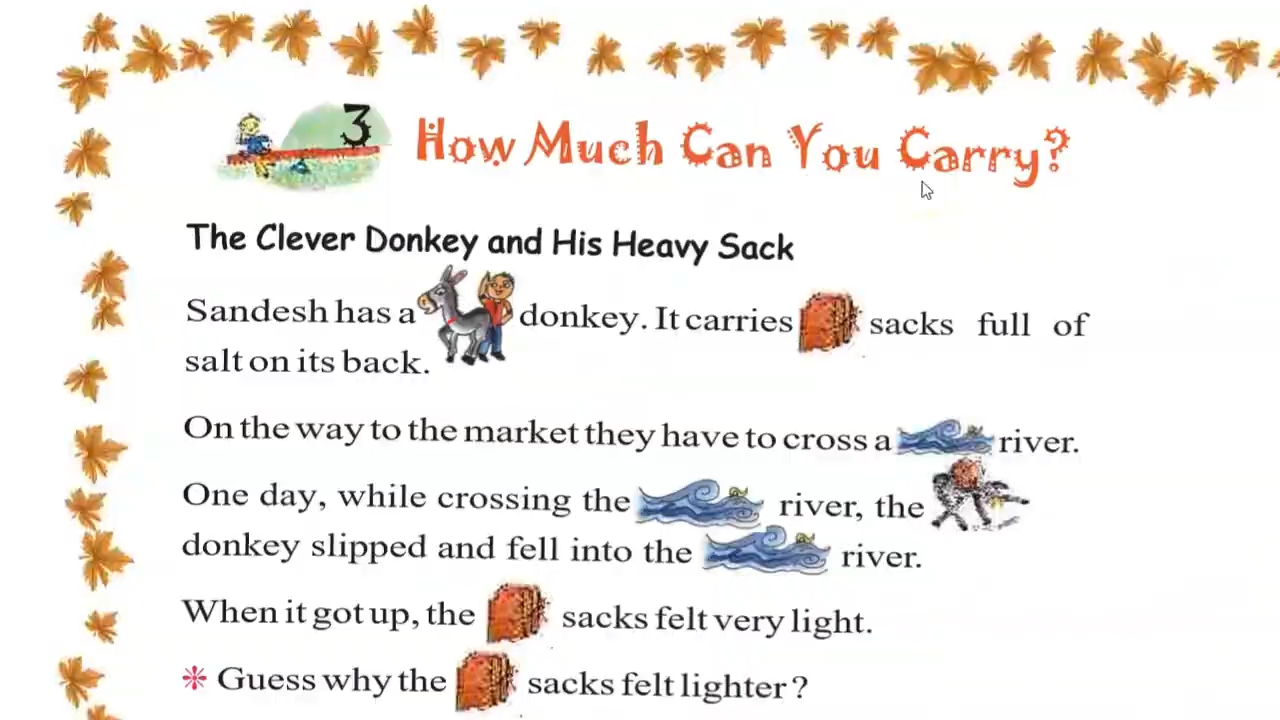 3
How Much Can You Carry?
The Clever Donkey and His Heavy Sack
Sandesh has a donkey. It carries sacks full of
salt on its back.
On the way to the market they have to cross a river.
One day, while crossing the river, the
donkey slipped and fell into the river.
When it got up, the sacks felt very light.
❋ Guess why the sacks felt lighter ?